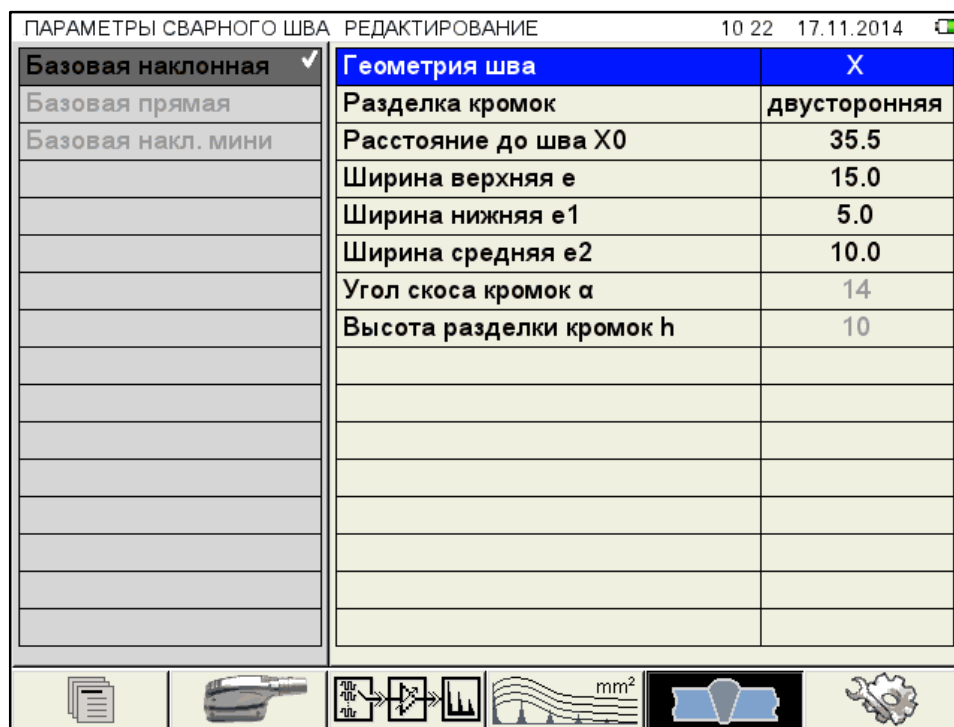 ПАРАМЕТРЫ СВАРНОГО ШВА РЕДАКТИРОВАНИЕ 10 22 17.11.2014
Базовая наклонная
Базовая прямая
Базовая накл. мини
Геометрия шва X
Разделка кромок двусторонняя
Расстояние до шва X0 35.5
Ширина верхняя e 15.0
Ширина нижняя e1 5.0
Ширина средняя e2 10.0
Угол скоса кромок α 14
Высота разделки кромок h 10
mm²